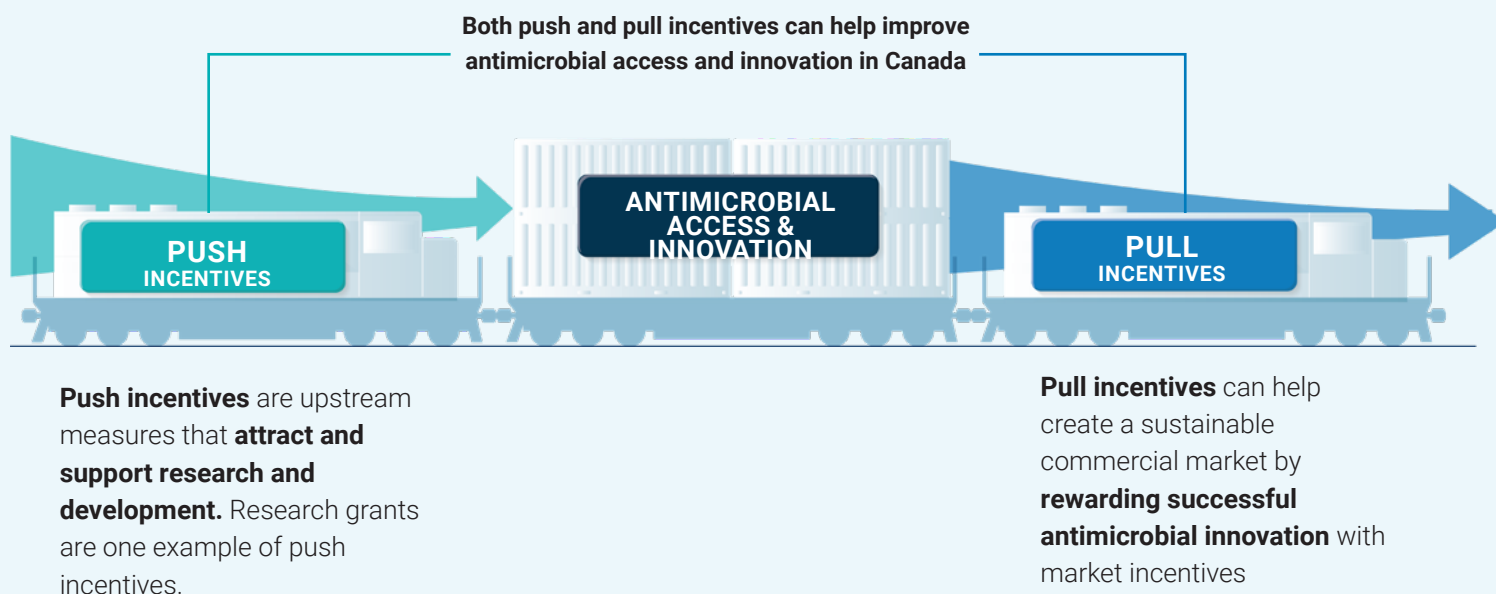 Both push and pull incentives can help improve
antimicrobial access and innovation in Canada
PUSH
INCENTIVES
ANTIMICROBIAL
ACCESS &
INNOVATION
PULL
INCENTIVES
Push incentives are upstream
measures that attract and
support research and
development. Research grants
are one example of push
incentives.
Pull incentives can help
create a sustainable
commercial market by
rewarding successful
antimicrobial innovation with
market incentives